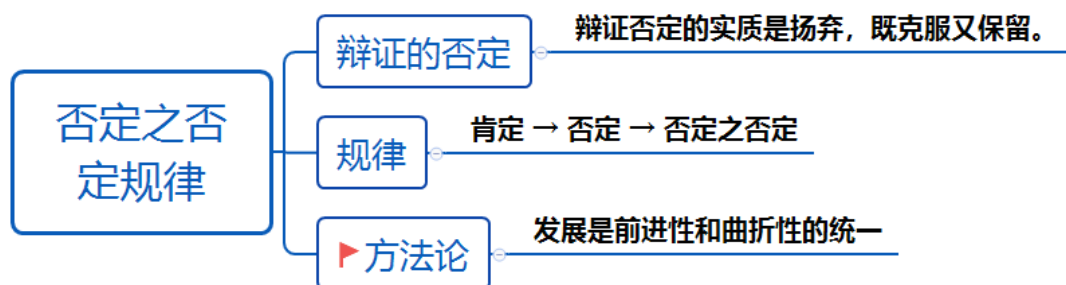 否定之否
定规律
辩证的否定
辩证否定的实质是扬弃，既克服又保留。
规律
肯定 → 否定 → 否定之否定
方法论
发展是前进性和曲折性的统一